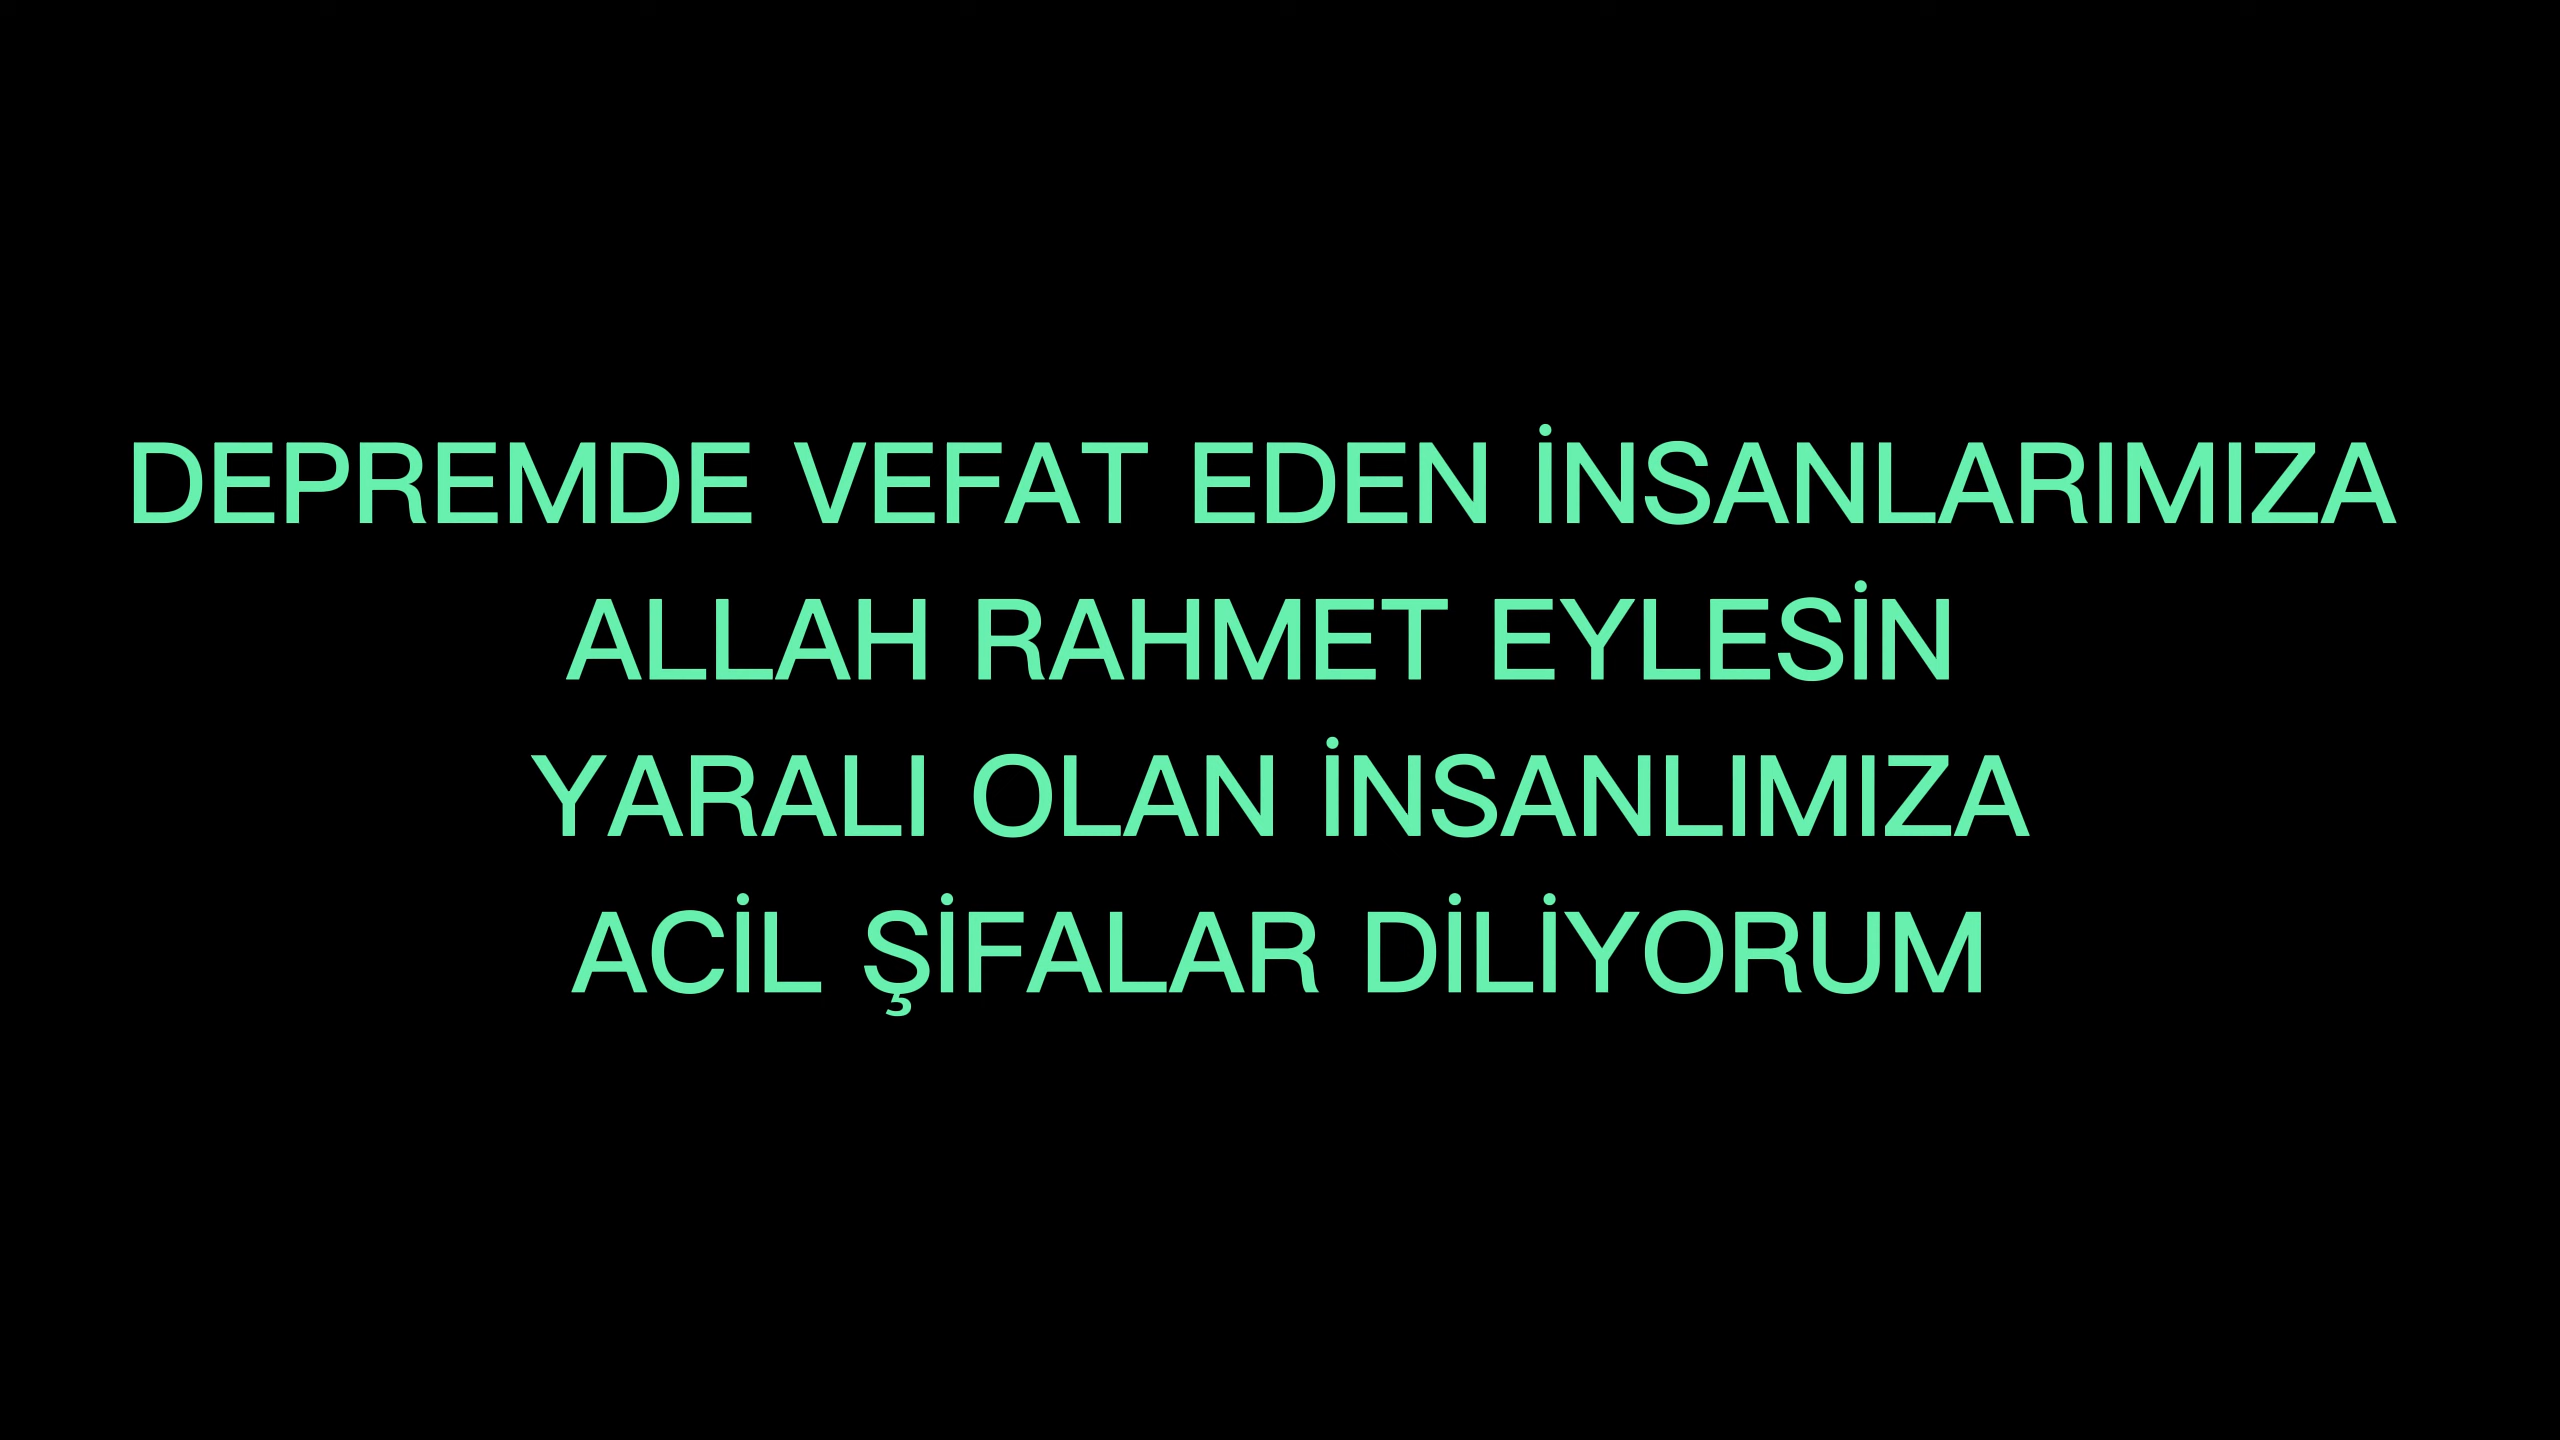 DEPREMDE VEFAT EDEN İNSANLARIMIZA
ALLAH RAHMET EYLESİN
YARALI OLAN İNSANLIMIZA
ACİL ŞİFALAR DİLİYORUM